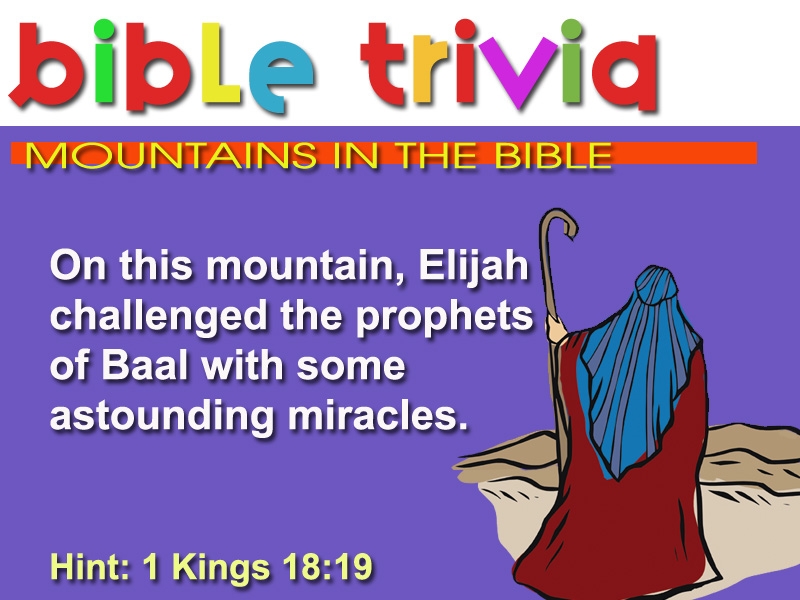 bibLe trivia
MOUNTAINS IN THE BIBLE
On this mountain, Elijah
challenged the prophets
of Baal with some
astounding miracles.
Hint: 1 Kings 18:19